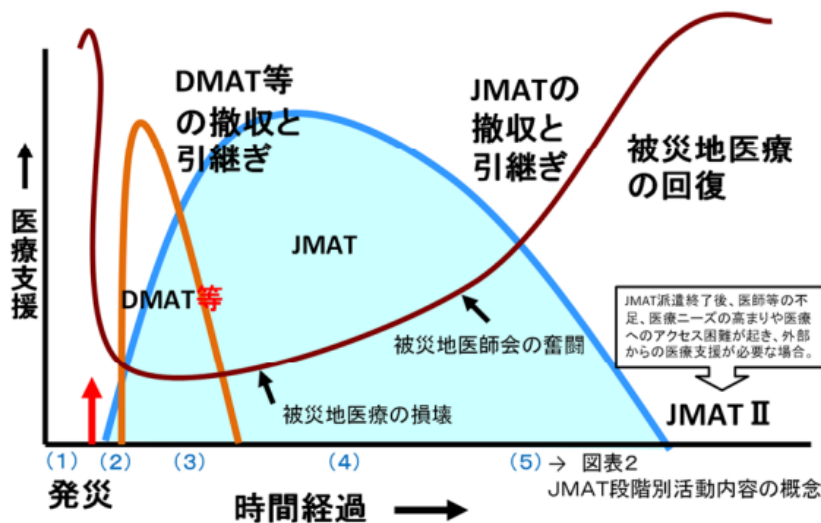 DMAT等
の撤収と
引継ぎ
JMATの
撤収と
引継ぎ
被災地医療
の回復
↑医療支援
JMAT
DMAT等
JMAT派遣終了後、医師等の不
足、医療ニーズの高まりや医療
へのアクセス困難が起き、外部
からの医療支援が必要な場合。
被災地医師会の奮闘
被災地医療の損壊
JMATⅡ
(1)
(2)
(3)
(4)
(5)→ 図表2
JMAT段階別活動内容の概念
発災
時間経過 →